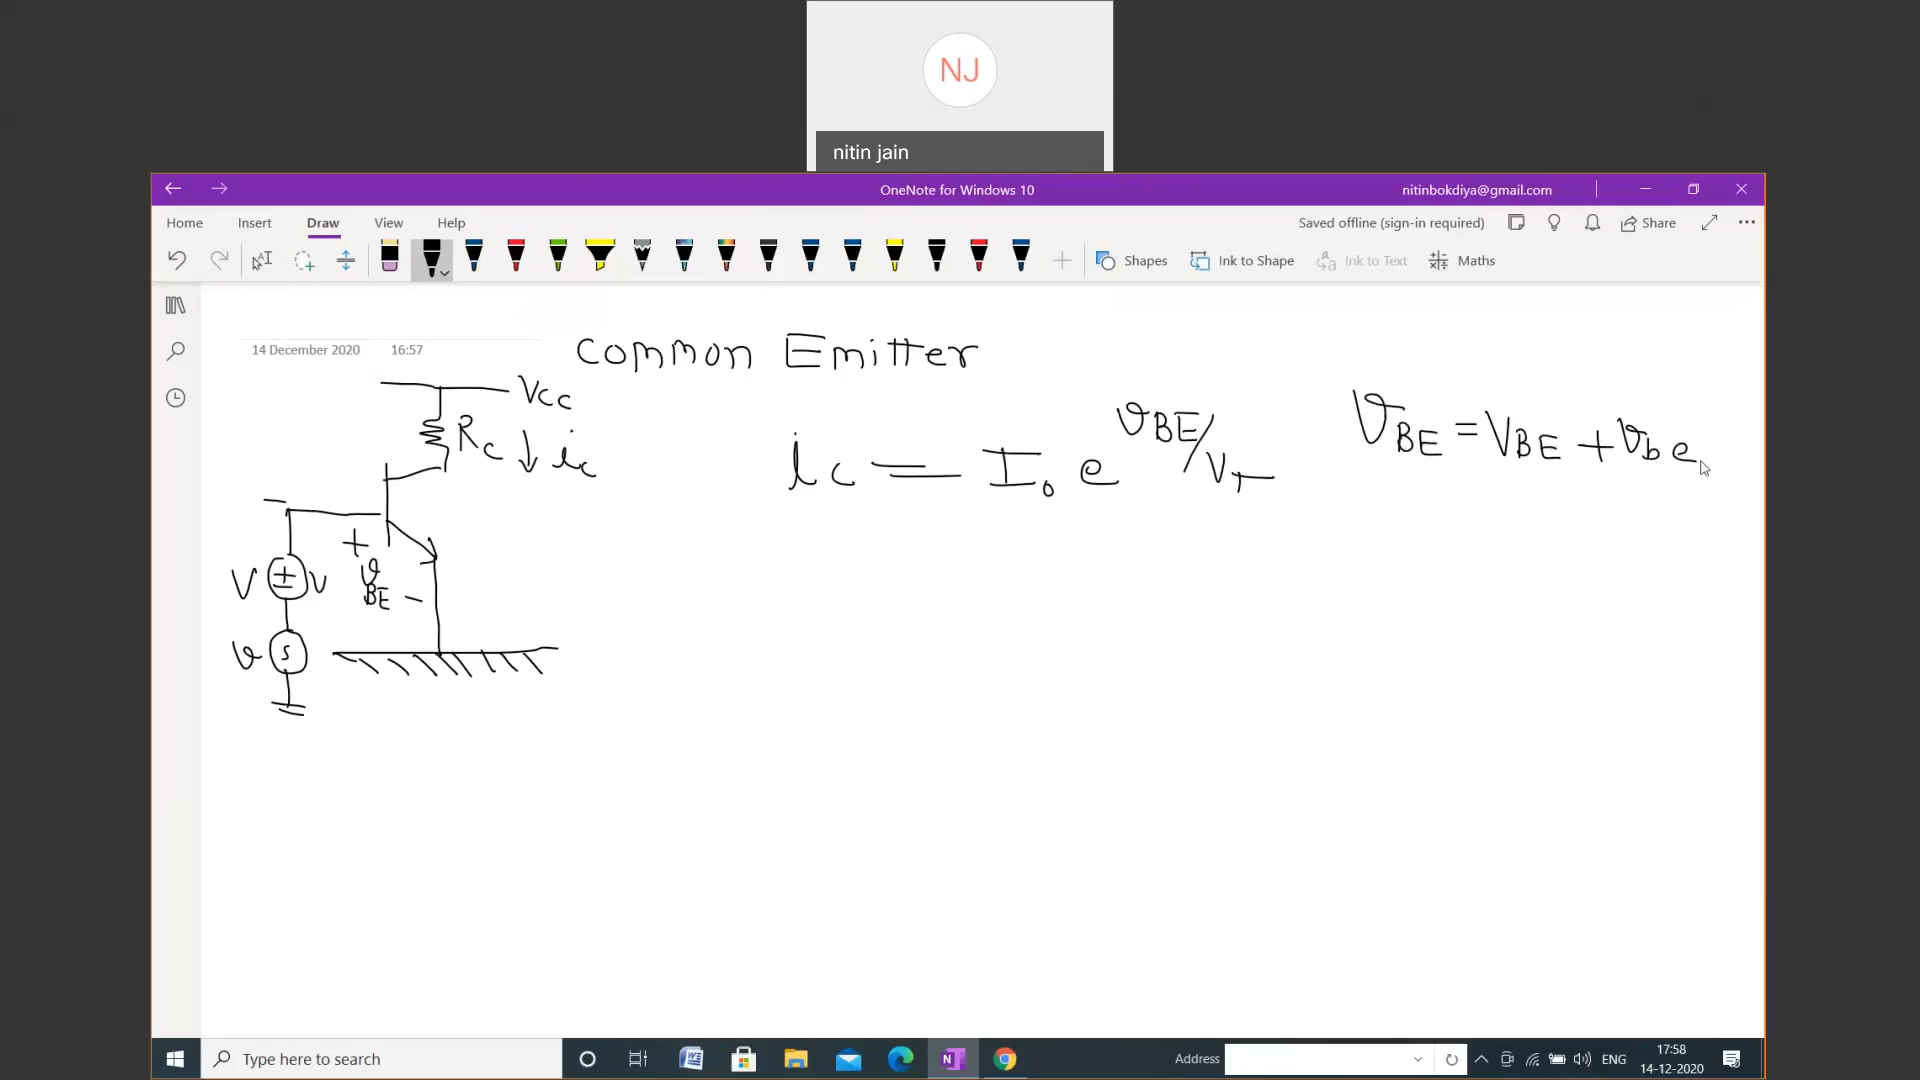 NJ
nitin jain
OneNote for Windows 10
nitinbokdiya@gmail.com
Home Insert Draw View Help
Saved offline (sign-in required) Share
Shapes Ink to Shape Ink to Text Maths
14 December 2020 16:57
Common Emitter
VCC
RC ↓ ic
iC = I₀ e^(vBE/VT)
vBE = VBE + vbe
+
V ± V
vBE −
v S
Type here to search
Address
ENG
17:58
14-12-2020